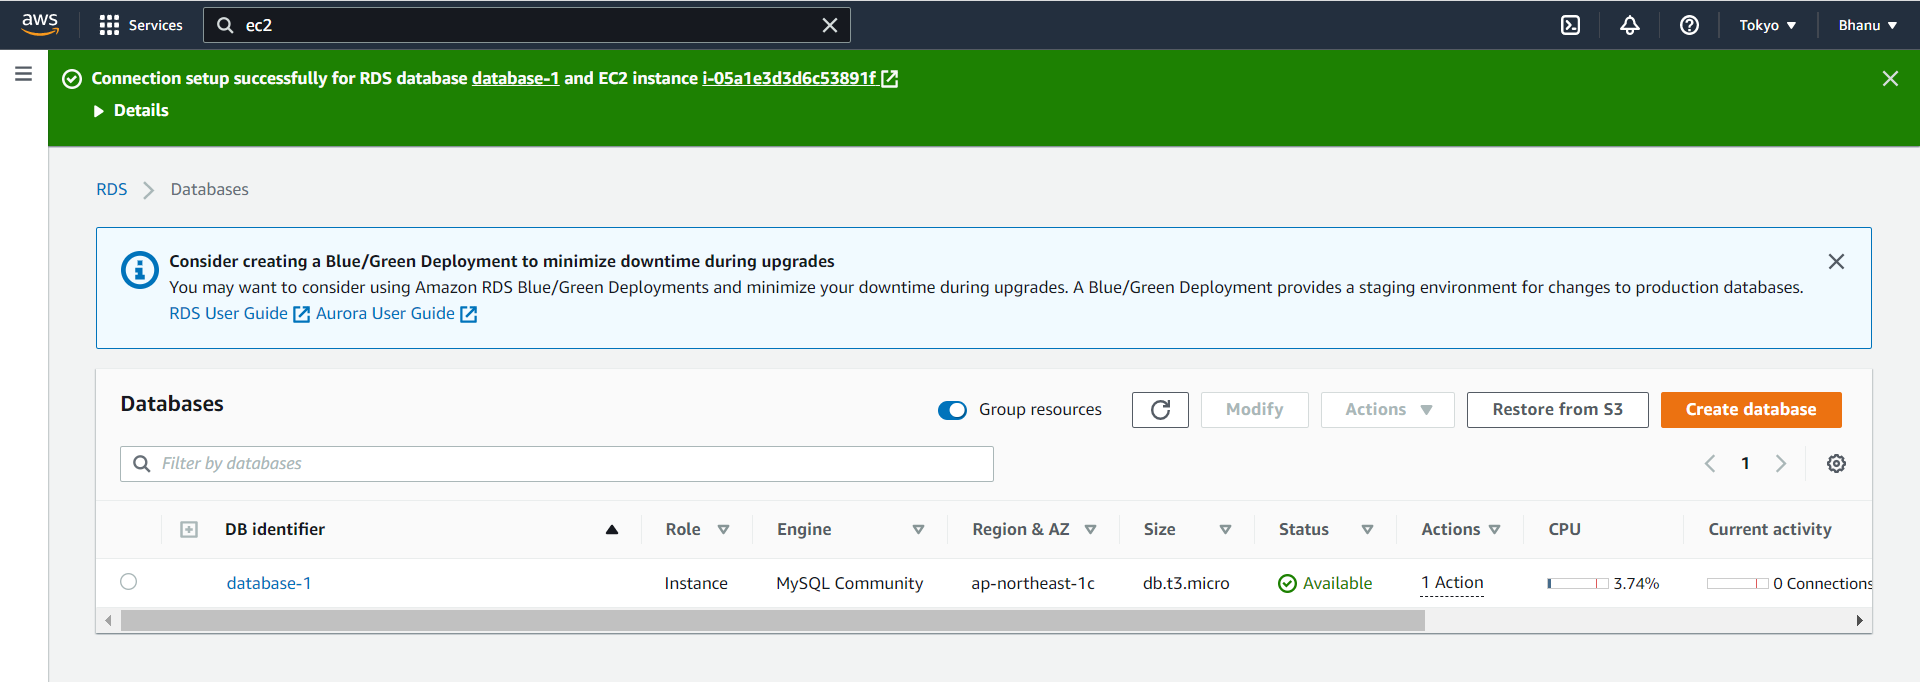 aws Services ec2 Tokyo Bhanu
Connection setup successfully for RDS database database-1 and EC2 instance i-05a1e3d3d6c53891f
Details
RDS Databases
Consider creating a Blue/Green Deployment to minimize downtime during upgrades
You may want to consider using Amazon RDS Blue/Green Deployments and minimize your downtime during upgrades. A Blue/Green Deployment provides a staging environment for changes to production databases.
RDS User Guide Aurora User Guide
Databases Group resources Modify Actions Restore from S3 Create database
Filter by databases 1
DB identifier Role Engine Region & AZ Size Status Actions CPU Current activity
database-1 Instance MySQL Community ap-northeast-1c db.t3.micro Available 1 Action 3.74% 0 Connections